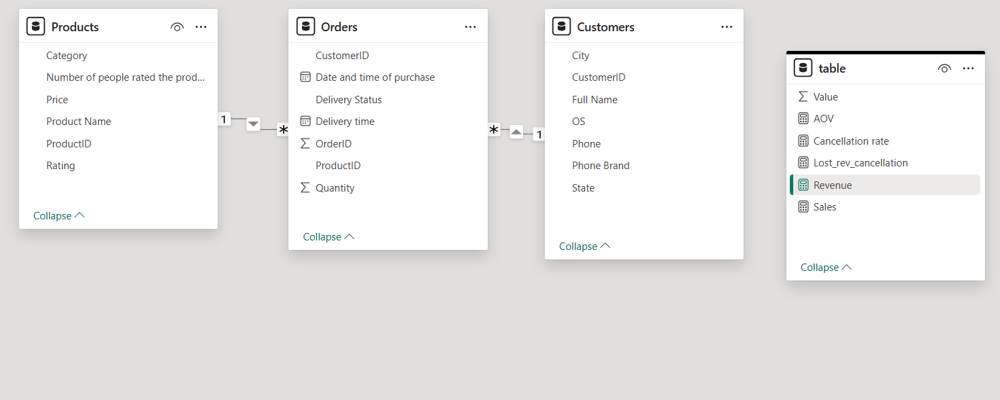 Products
Category
Number of people rated the prod...
Price
Product Name
ProductID
Rating
Collapse
1
*
Orders
CustomerID
Date and time of purchase
Delivery Status
Delivery time
OrderID
ProductID
Quantity
Collapse
*
1
Customers
City
CustomerID
Full Name
OS
Phone
Phone Brand
State
Collapse
table
Value
AOV
Cancellation rate
Lost_rev_cancellation
Revenue
Sales
Collapse